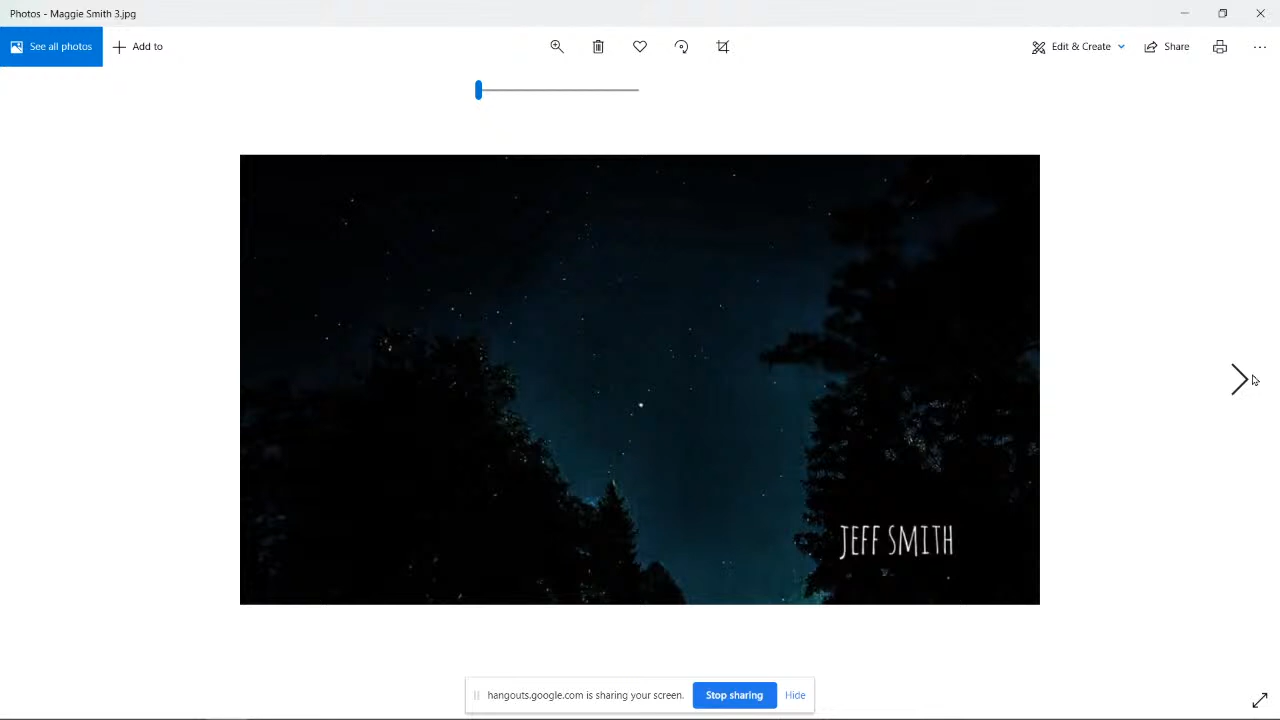 Photos - Maggie Smith 3.jpg
See all photos
Add to
Edit & Create
Share
JEFF SMITH
hangouts.google.com is sharing your screen.
Stop sharing
Hide